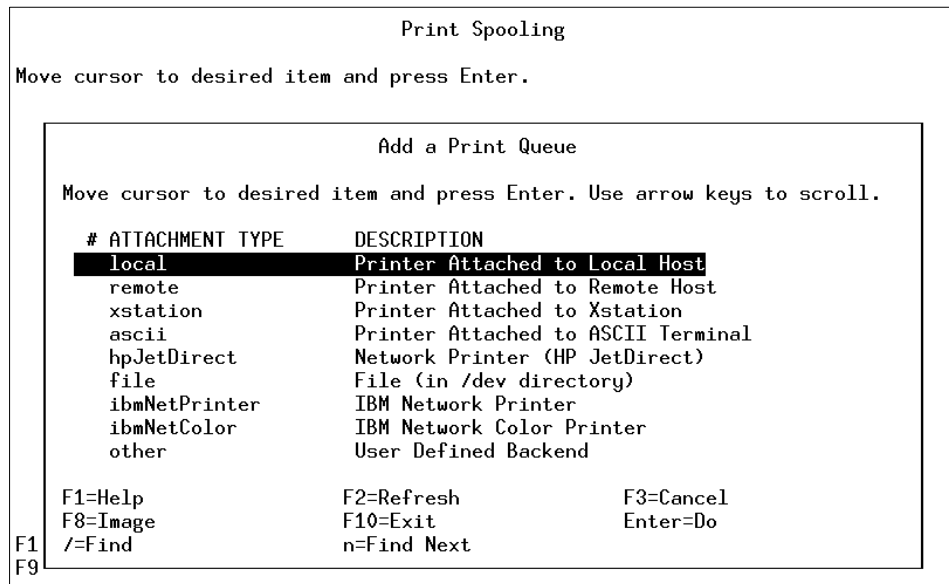 Print Spooling
Move cursor to desired item and press Enter.
Add a Print Queue
Move cursor to desired item and press Enter. Use arrow keys to scroll.
# ATTACHMENT TYPE DESCRIPTION
local Printer Attached to Local Host
remote Printer Attached to Remote Host
xstation Printer Attached to Xstation
ascii Printer Attached to ASCII Terminal
hpJetDirect Network Printer (HP JetDirect)
file File (in /dev directory)
ibmNetPrinter IBM Network Printer
ibmNetColor IBM Network Color Printer
other User Defined Backend
F1=Help F2=Refresh F3=Cancel
F8=Image F10=Exit Enter=Do
F1 /=Find n=Find Next
F9